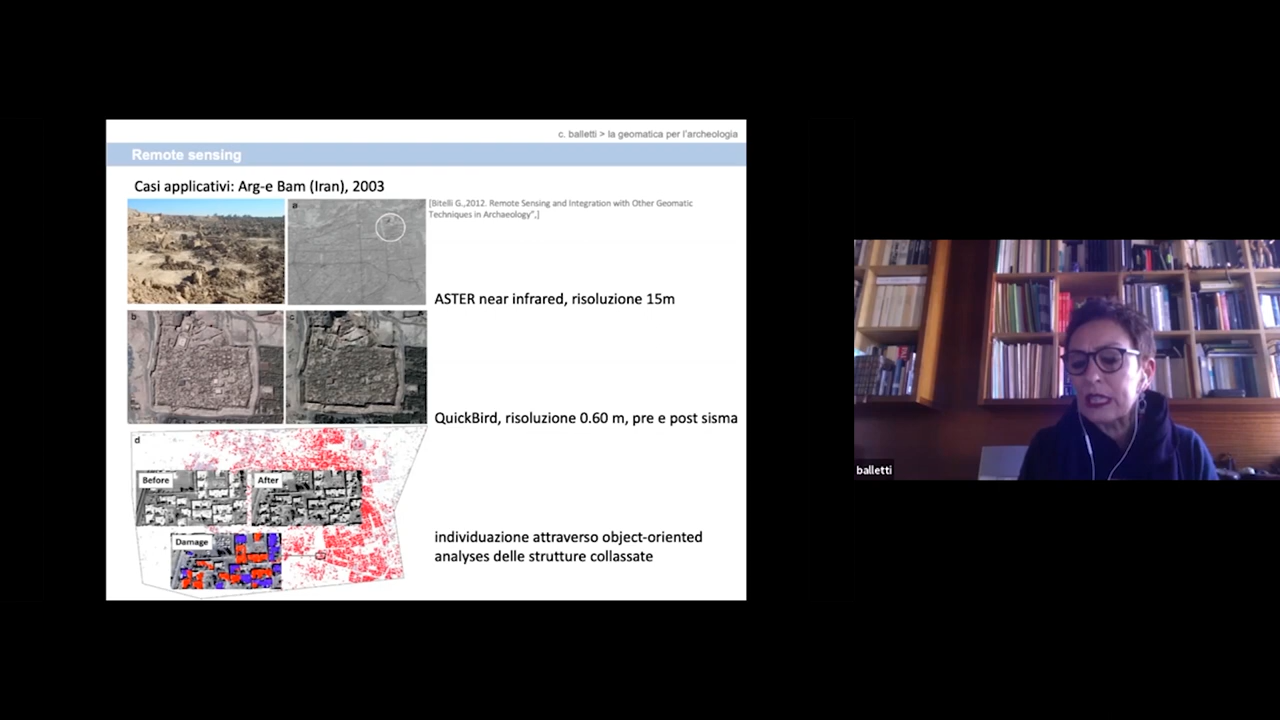 c. balletti > la geomatica per l'archeologia
Remote sensing
Casi applicativi: Arg-e Bam (Iran), 2003
a
[Bitelli G.,2012. Remote Sensing and Integration with Other Geomatic
Techniques in Archaeology",]
ASTER near infrared, risoluzione 15m
b
c
QuickBird, risoluzione 0.60 m, pre e post sisma
d
Before
After
Damage
individuazione attraverso object-oriented
analyses delle strutture collassate
balletti